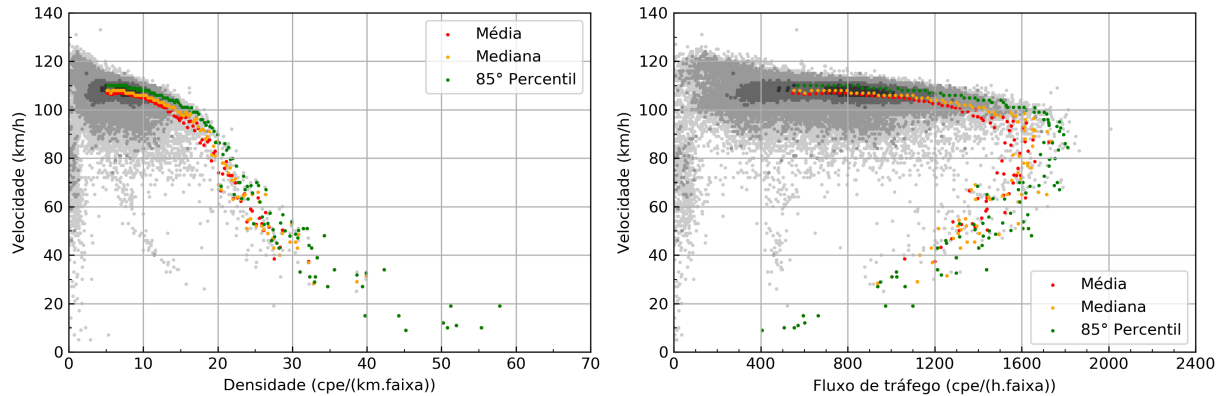 140
120
100
80
60
40
20
0
Velocidade (km/h)
0 10 20 30 40 50 60 70
Densidade (cpe/(km.faixa))
Média
Mediana
85° Percentil
140
120
100
80
60
40
20
0
Velocidade (km/h)
0 400 800 1200 1600 2000 2400
Fluxo de tráfego (cpe/(h.faixa))
Média
Mediana
85° Percentil